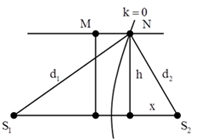 k = 0
M N
d₁ d₂
h
x
S₁ S₂